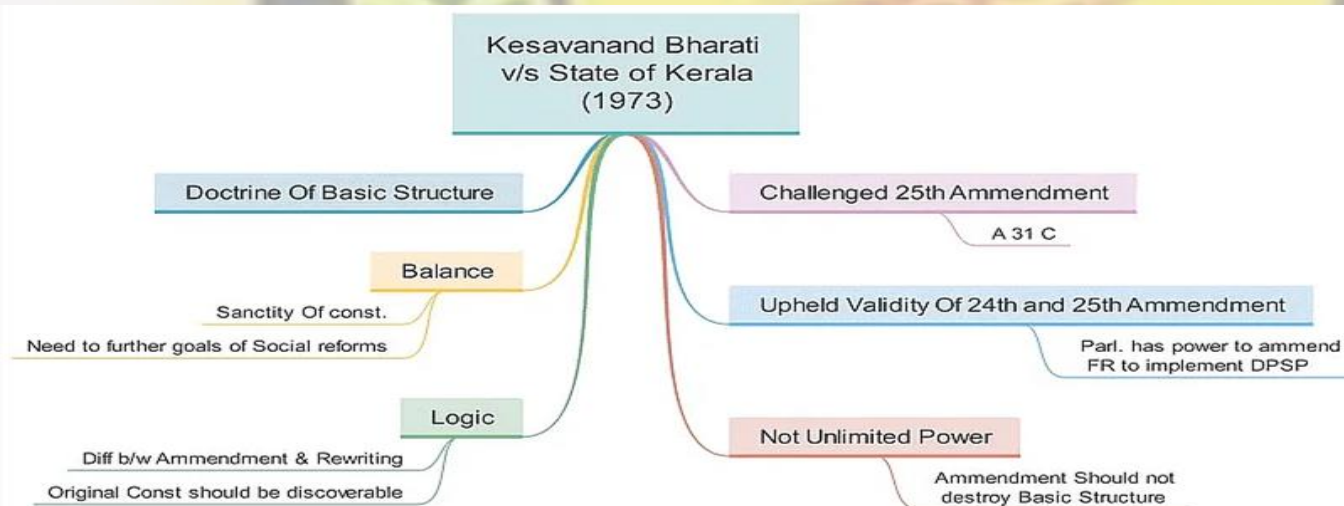 Kesavanand Bharati
v/s State of Kerala
(1973)
Doctrine Of Basic Structure
Balance
Sanctity Of const.
Need to further goals of Social reforms
Logic
Diff b/w Ammendment & Rewriting
Original Const should be discoverable
Challenged 25th Ammendment
A 31 C
Upheld Validity Of 24th and 25th Ammendment
Parl. has power to ammend
FR to implement DPSP
Not Unlimited Power
Ammendment Should not
destroy Basic Structure